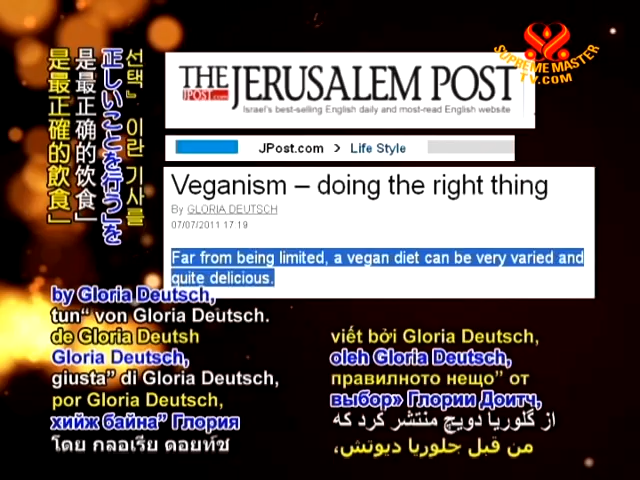 SUPREME MASTER
TV.COM
THE JERUSALEM POST
JPOST.com
Israel's best-selling English daily and most-read English website
JPost.com > Life Style
Veganism – doing the right thing
By GLORIA DEUTSCH
07/07/2011 17 19
Far from being limited, a vegan diet can be very varied and
quite delicious.
선택』 이란 기사를
正しいことを行う」を
是最正确的饮食」
是最正確的飲食」
by Gloria Deutsch,
tun“ von Gloria Deutsch.
de Gloria Deutsh
Gloria Deutsch,
giusta” di Gloria Deutsch,
por Gloria Deutsch,
хийж байна” Глория
โดย กลอเรีย ดอยท์ช
viết bởi Gloria Deutsch,
oleh Gloria Deutsch,
правилното нещо” от
выбор» Глории Доитч,
از گلوریا دویچ منتشر کرد که
من قبل جلوريا ديوتش،